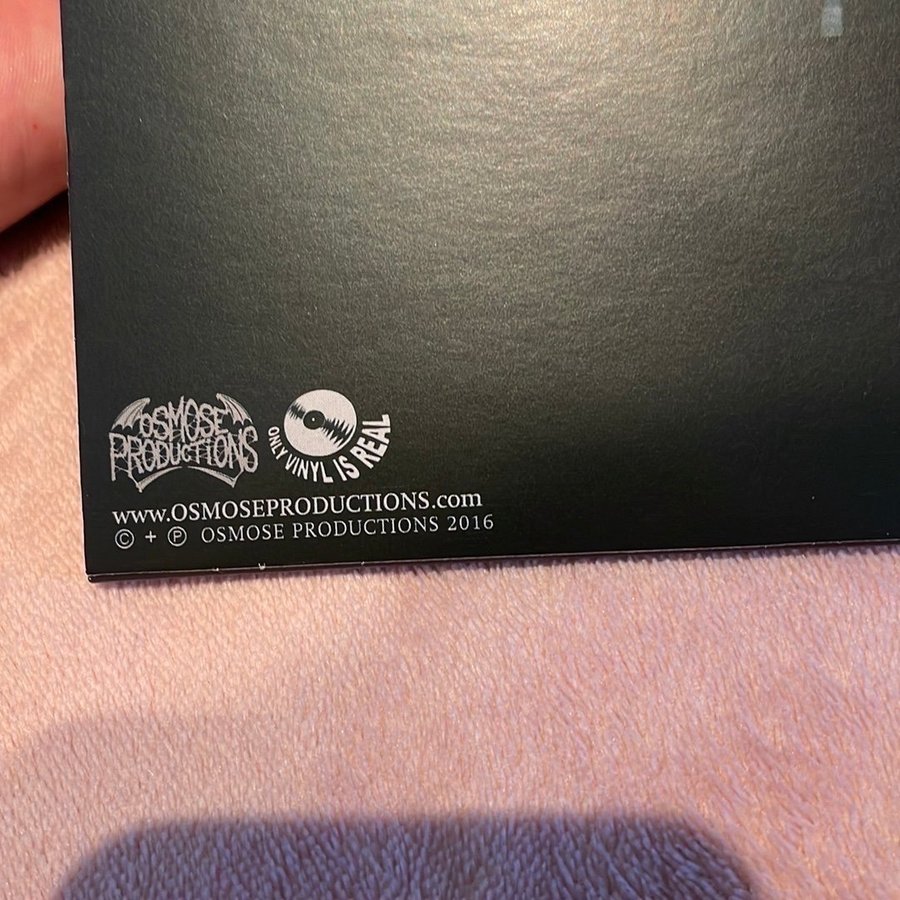 OSMOSE
PRODUCTIONS
ONLY VINYL IS REAL
www.OSMOSEPRODUCTIONS.com
© + ℗ OSMOSE PRODUCTIONS 2016